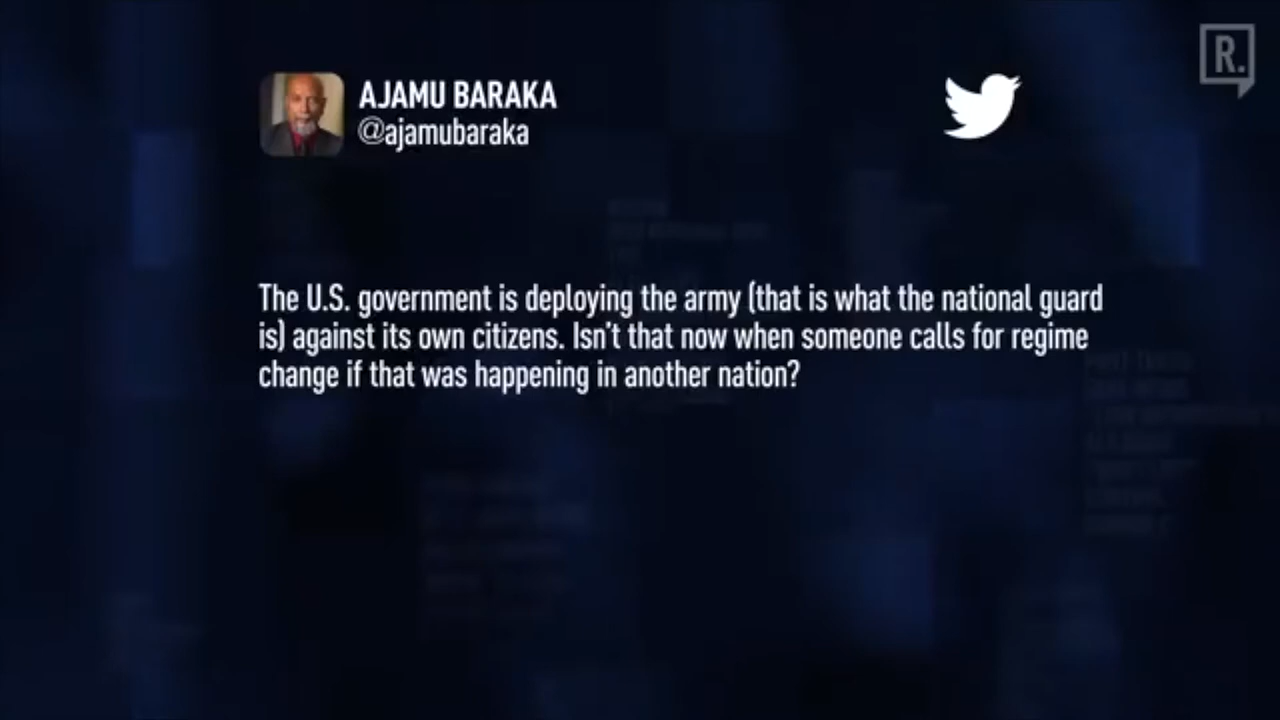 R.
AJAMU BARAKA
@ajamubaraka
The U.S. government is deploying the army (that is what the national guard
is) against its own citizens. Isn't that now when someone calls for regime
change if that was happening in another nation?